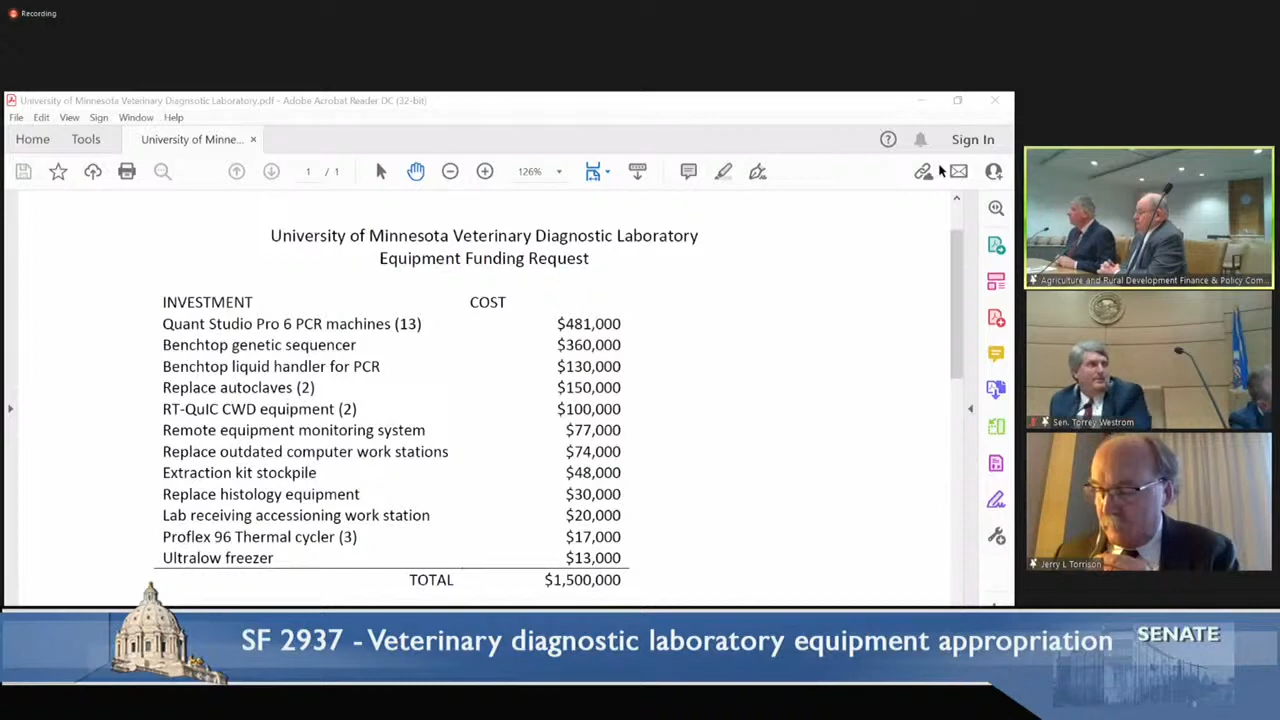 Recording
University of Minnesota Veterinary Diagnsotic Laboratory.pdf - Adobe Acrobat Reader DC (32-bit)
File Edit View Sign Window Help
Home Tools University of Minne... × Sign In
1 / 1 126%
University of Minnesota Veterinary Diagnostic Laboratory
Equipment Funding Request
INVESTMENT COST
Quant Studio Pro 6 PCR machines (13) $481,000
Benchtop genetic sequencer $360,000
Benchtop liquid handler for PCR $130,000
Replace autoclaves (2) $150,000
RT-QuIC CWD equipment (2) $100,000
Remote equipment monitoring system $77,000
Replace outdated computer work stations $74,000
Extraction kit stockpile $48,000
Replace histology equipment $30,000
Lab receiving accessioning work station $20,000
Proflex 96 Thermal cycler (3) $17,000
Ultralow freezer $13,000
TOTAL $1,500,000
Agriculture and Rural Development Finance & Policy Com...
Sen. Torrey Westrom
Jerry L Torrison
SF 2937 - Veterinary diagnostic laboratory equipment appropriation
SENATE